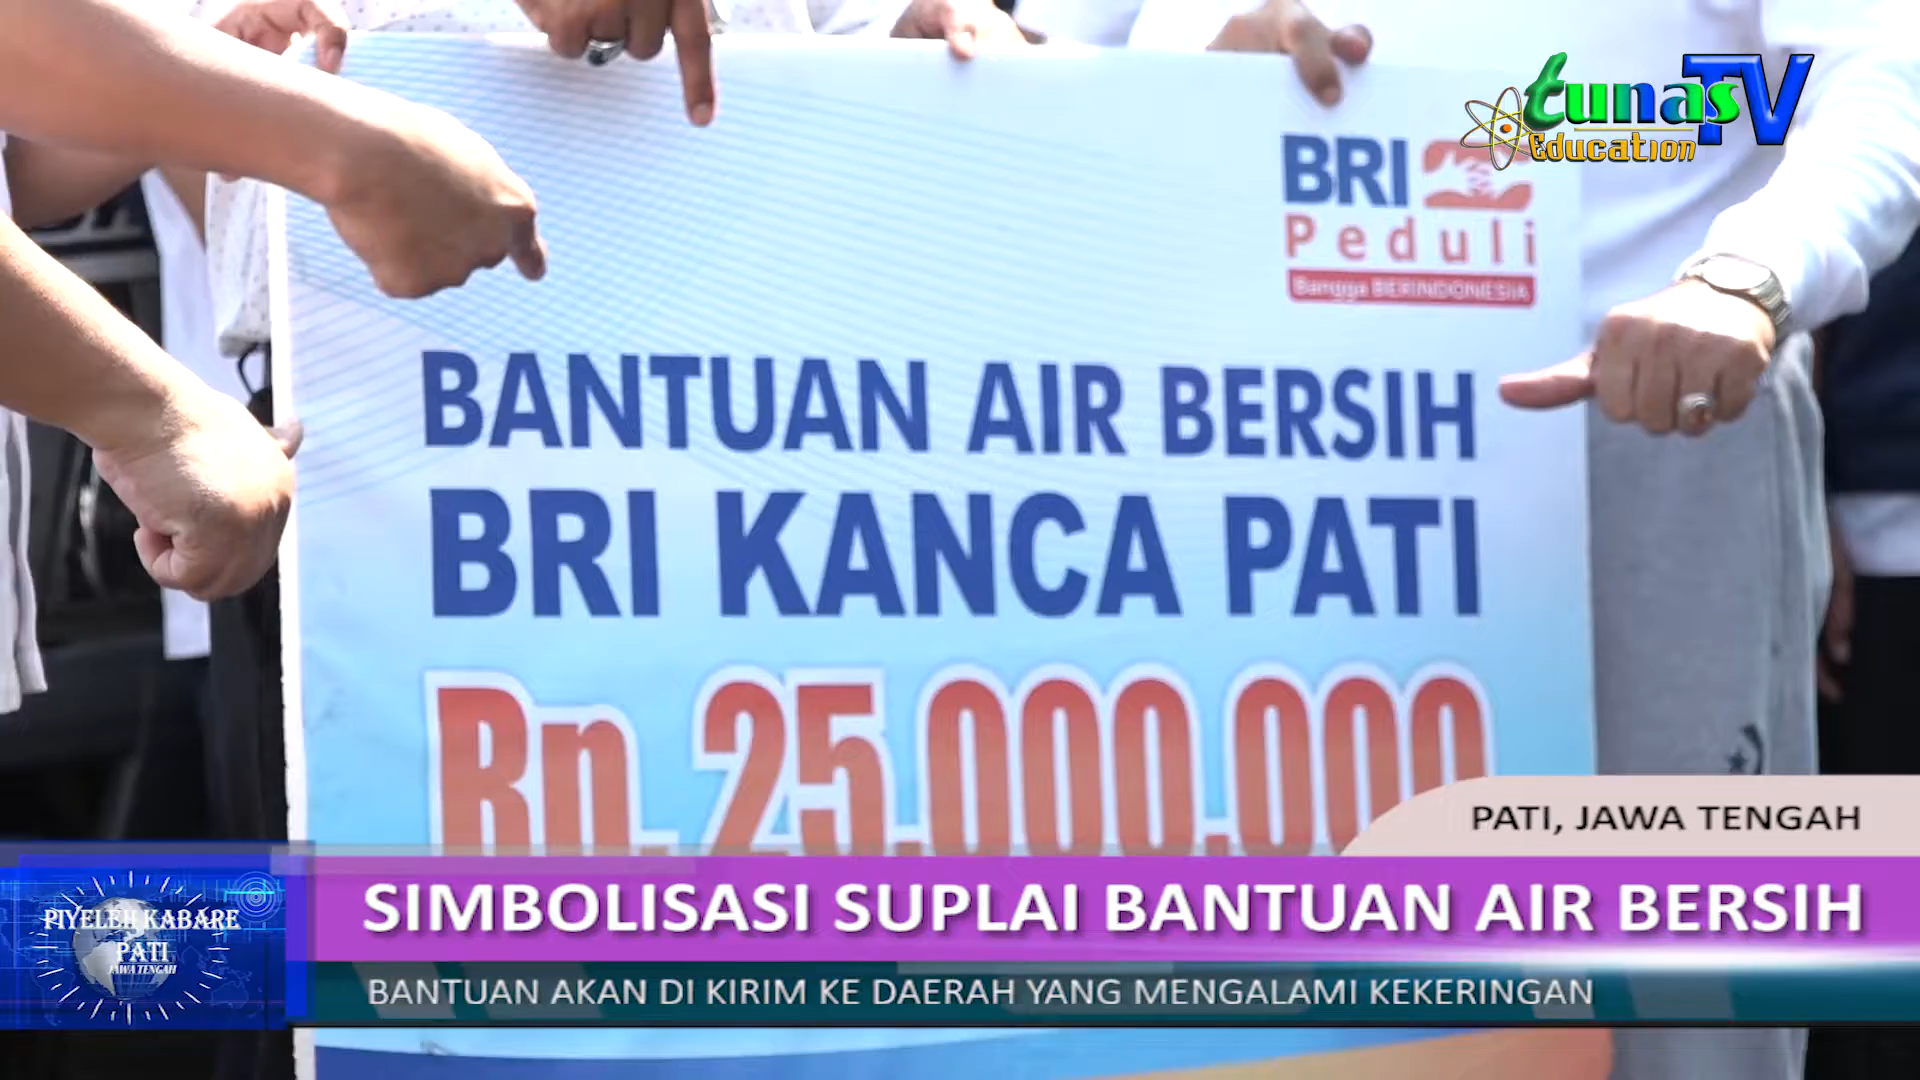 tunasTV
Education
BRI
Peduli
Bangga BERINDONESIA
BANTUAN AIR BERSIH
BRI KANCA PATI
Rp. 25.000.000
PATI, JAWA TENGAH
SIMBOLISASI SUPLAI BANTUAN AIR BERSIH
PIYELEH KABARE
PATI
JAWA TENGAH
BANTUAN AKAN DI KIRIM KE DAERAH YANG MENGALAMI KEKERINGAN